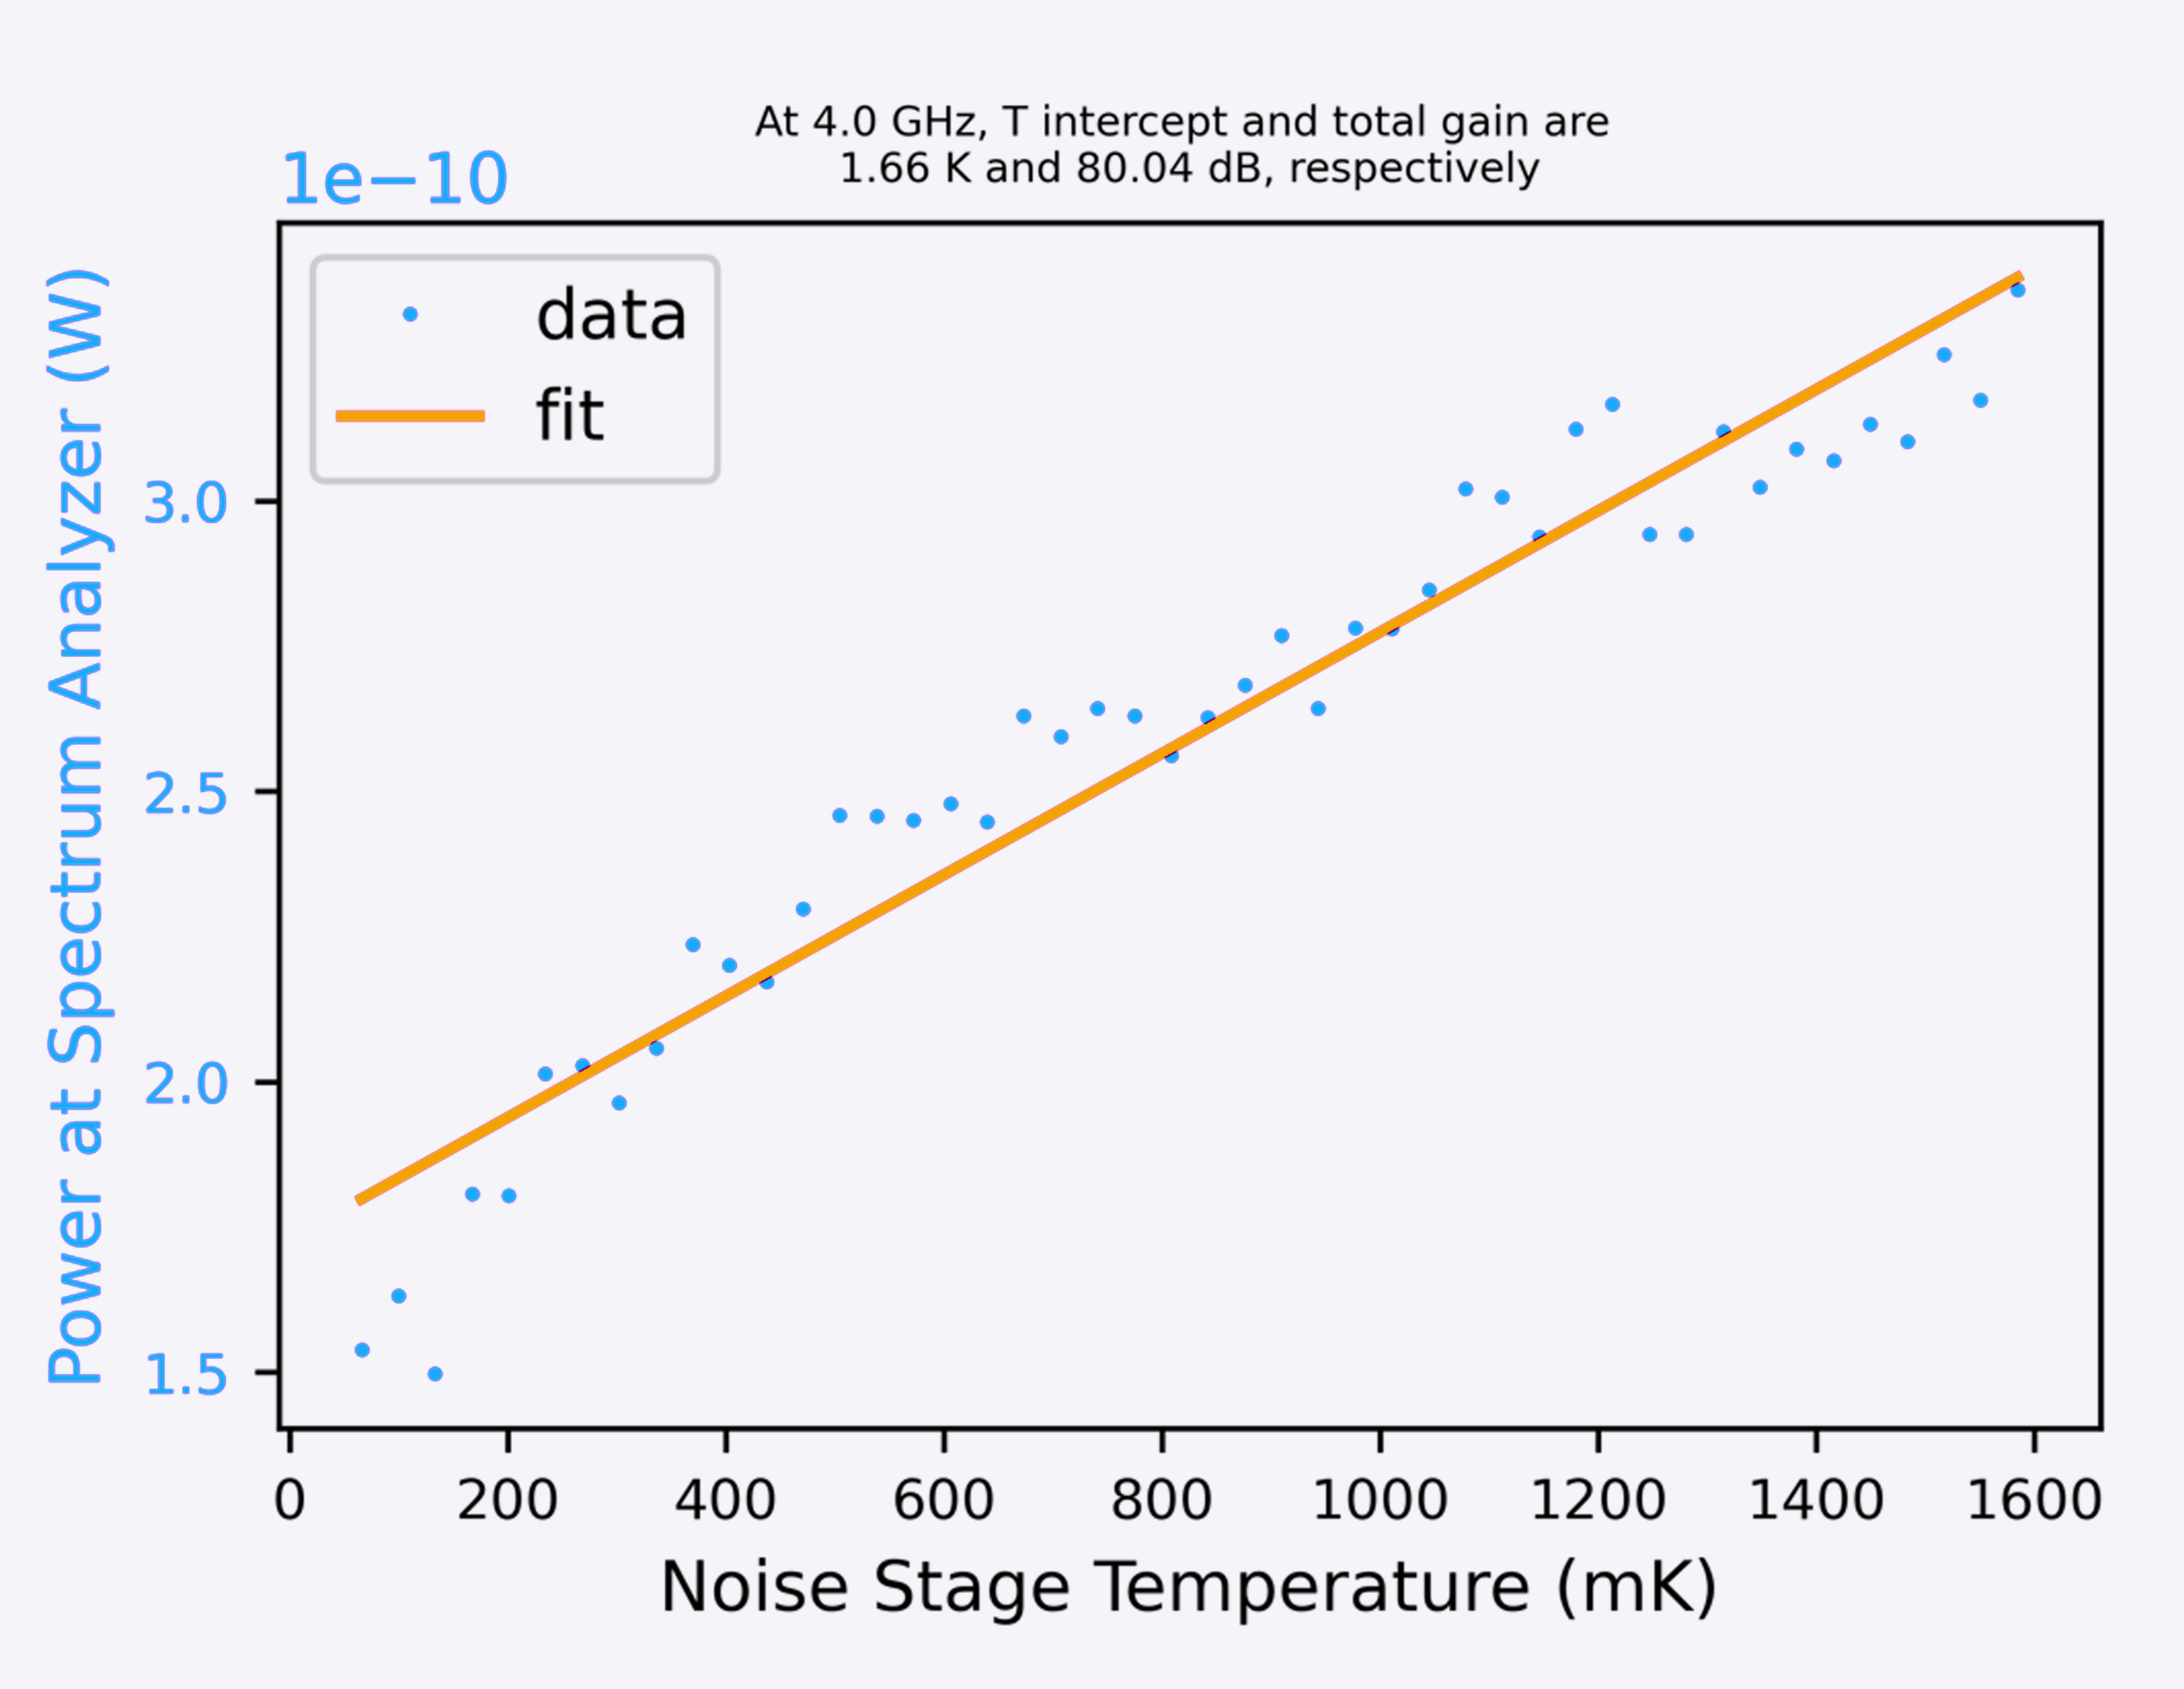 At 4.0 GHz, T intercept and total gain are
1.66 K and 80.04 dB, respectively
1e−10
data
fit
Power at Spectrum Analyzer (W)
3.0
2.5
2.0
1.5
0 200 400 600 800 1000 1200 1400 1600
Noise Stage Temperature (mK)